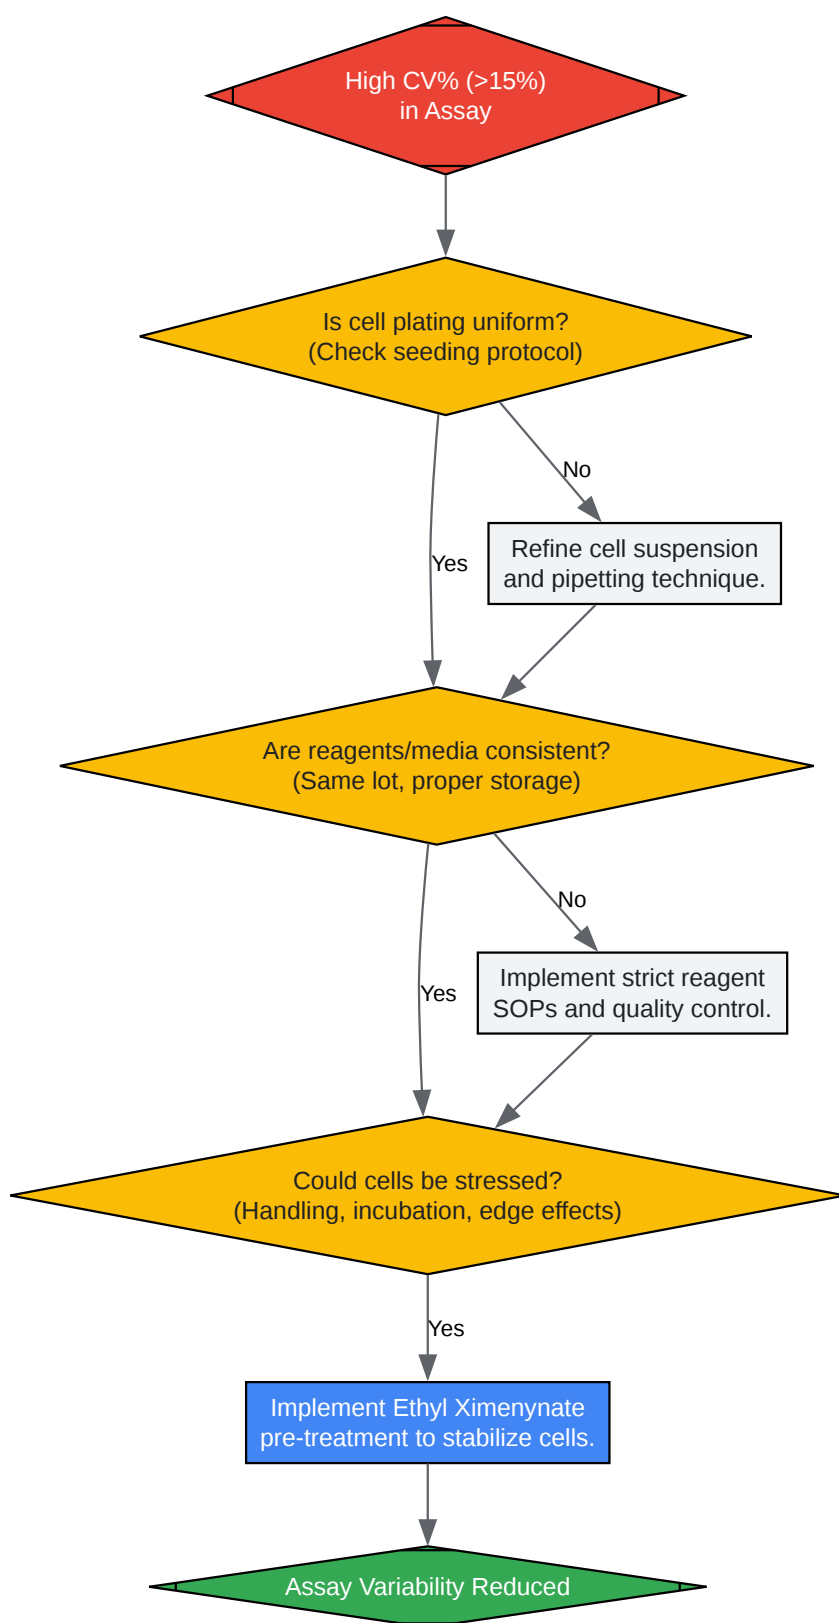 High CV% (>15%)
in Assay
Is cell plating uniform?
(Check seeding protocol)
No
Yes
Refine cell suspension
and pipetting technique.
Are reagents/media consistent?
(Same lot, proper storage)
No
Yes
Implement strict reagent
SOPs and quality control.
Could cells be stressed?
(Handling, incubation, edge effects)
Yes
Implement Ethyl Ximenynate
pre-treatment to stabilize cells.
Assay Variability Reduced